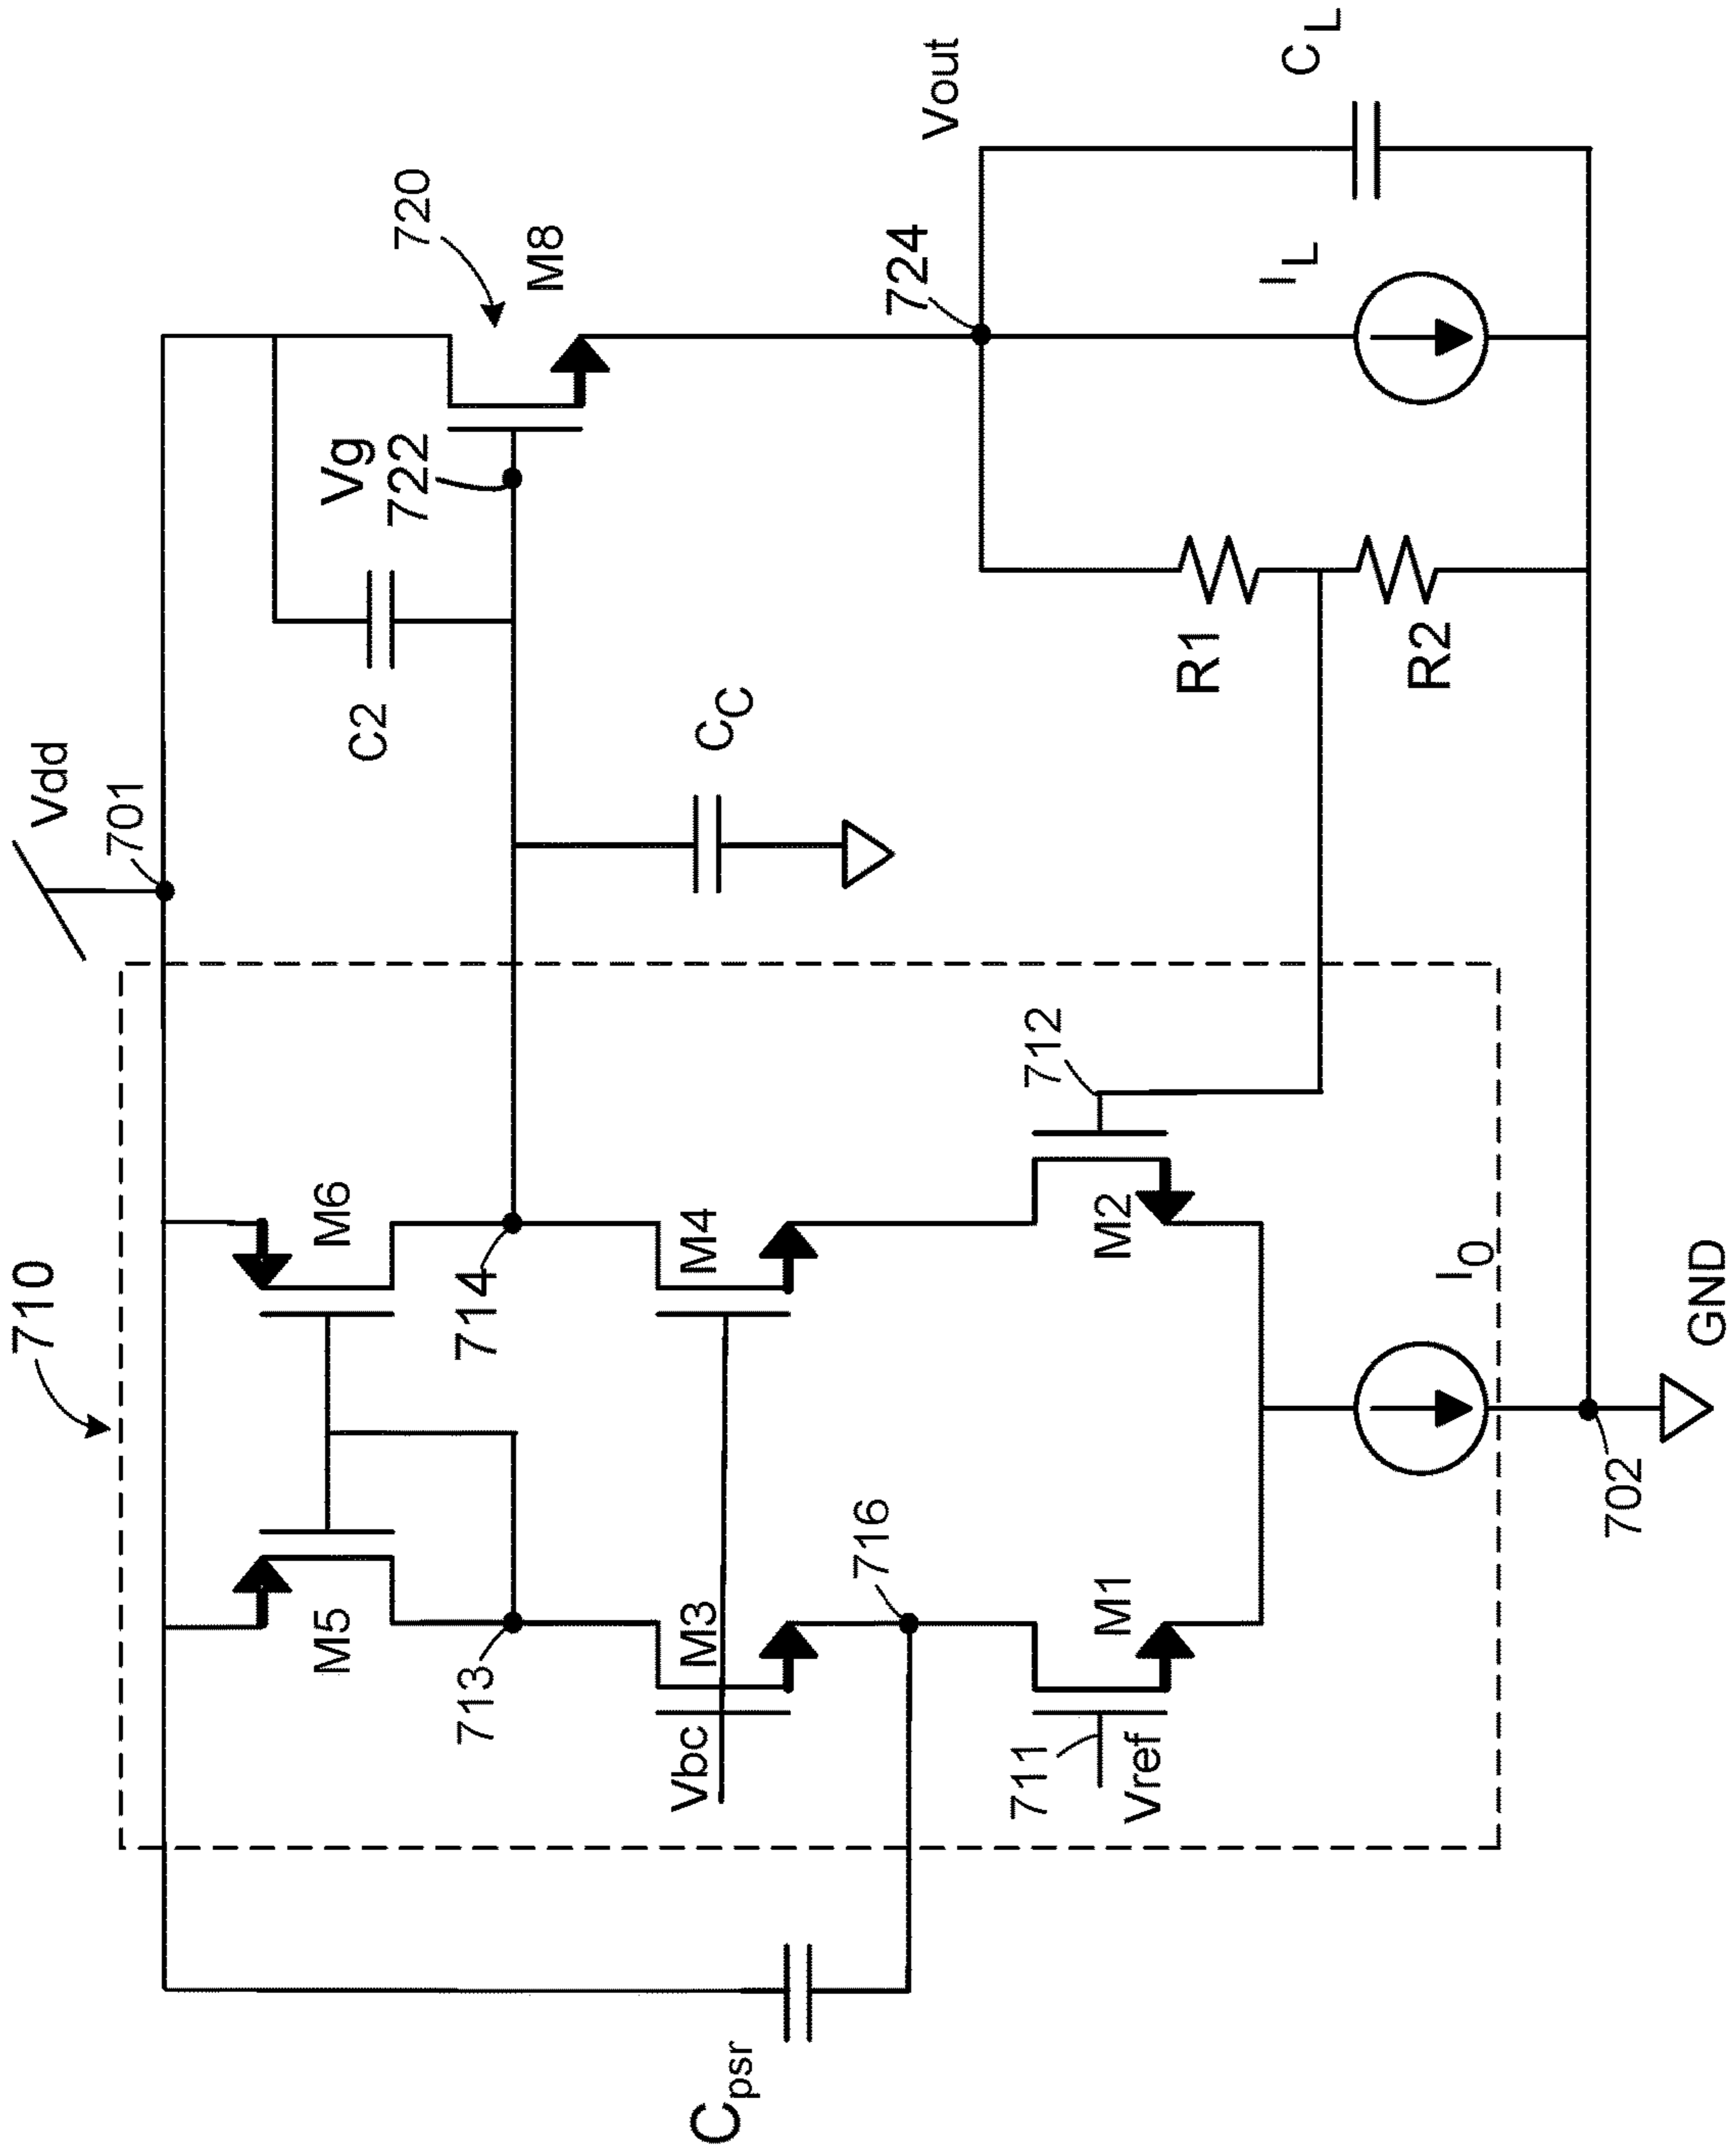 Vdd
701
710
720
M8
Vg
722
C2
C C
M5
M6
713
714
M3
M4
Vbc
716
711
Vref
M1
M2
712
724
Vout
R1
R2
I L
C L
I 0
702
GND
C psr